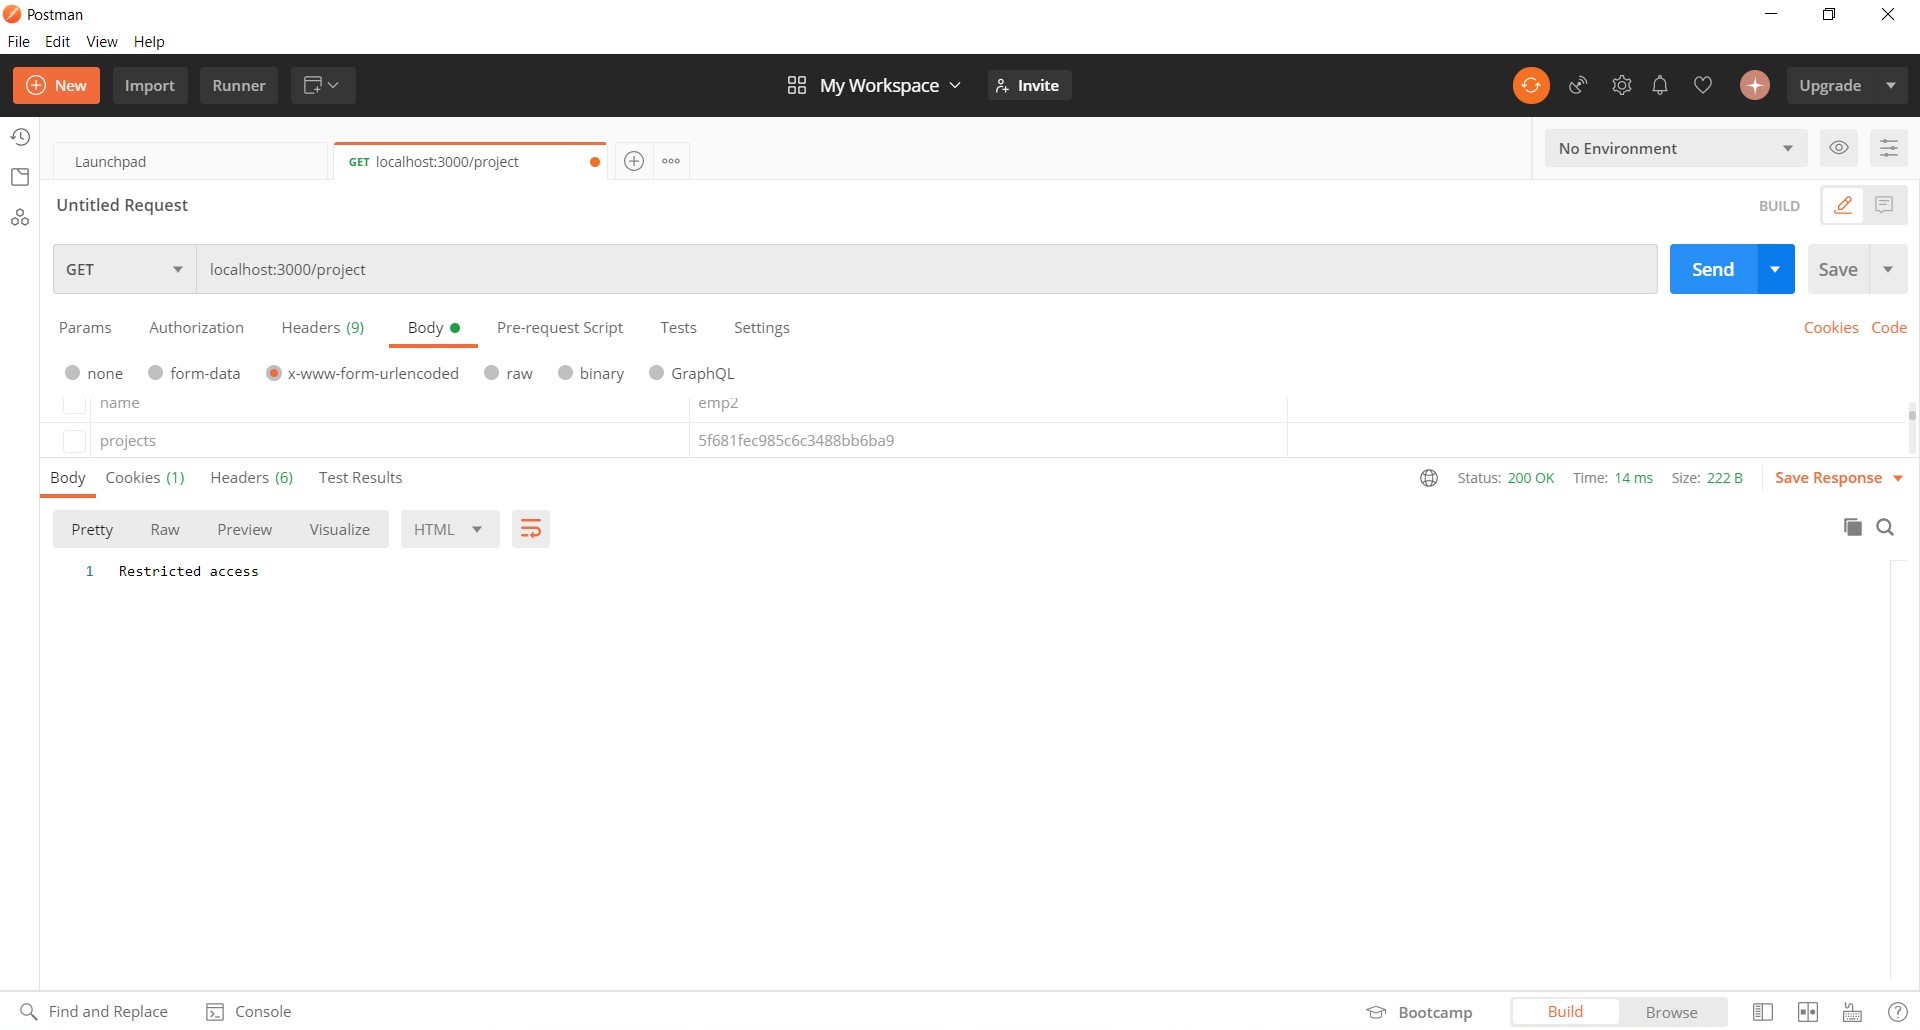 Postman
File Edit View Help
New Import Runner My Workspace Invite Upgrade
Launchpad GET localhost:3000/project No Environment
Untitled Request BUILD
GET localhost:3000/project Send Save
Params Authorization Headers (9) Body Pre-request Script Tests Settings Cookies Code
none form-data x-www-form-urlencoded raw binary GraphQL
name emp2
projects 5f681fec985c6c3488bb6ba9
Body Cookies (1) Headers (6) Test Results Status: 200 OK Time: 14 ms Size: 222 B Save Response
Pretty Raw Preview Visualize HTML
1 Restricted access
Find and Replace Console Bootcamp Build Browse